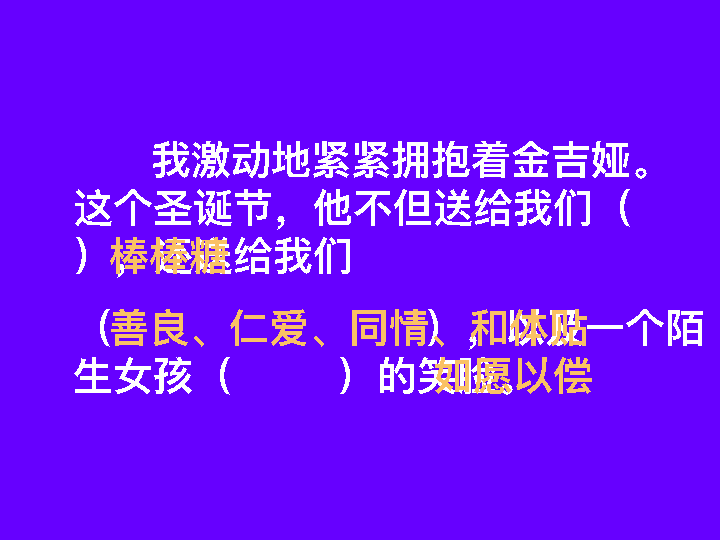 我激动地紧紧拥抱着金吉娅。
这个圣诞节，他不但送给我们（
），还送给我们
棒棒糖
（ ），以及一个陌
善良、仁爱、同情、和体贴
生女孩（ ）的笑脸。
如愿以偿